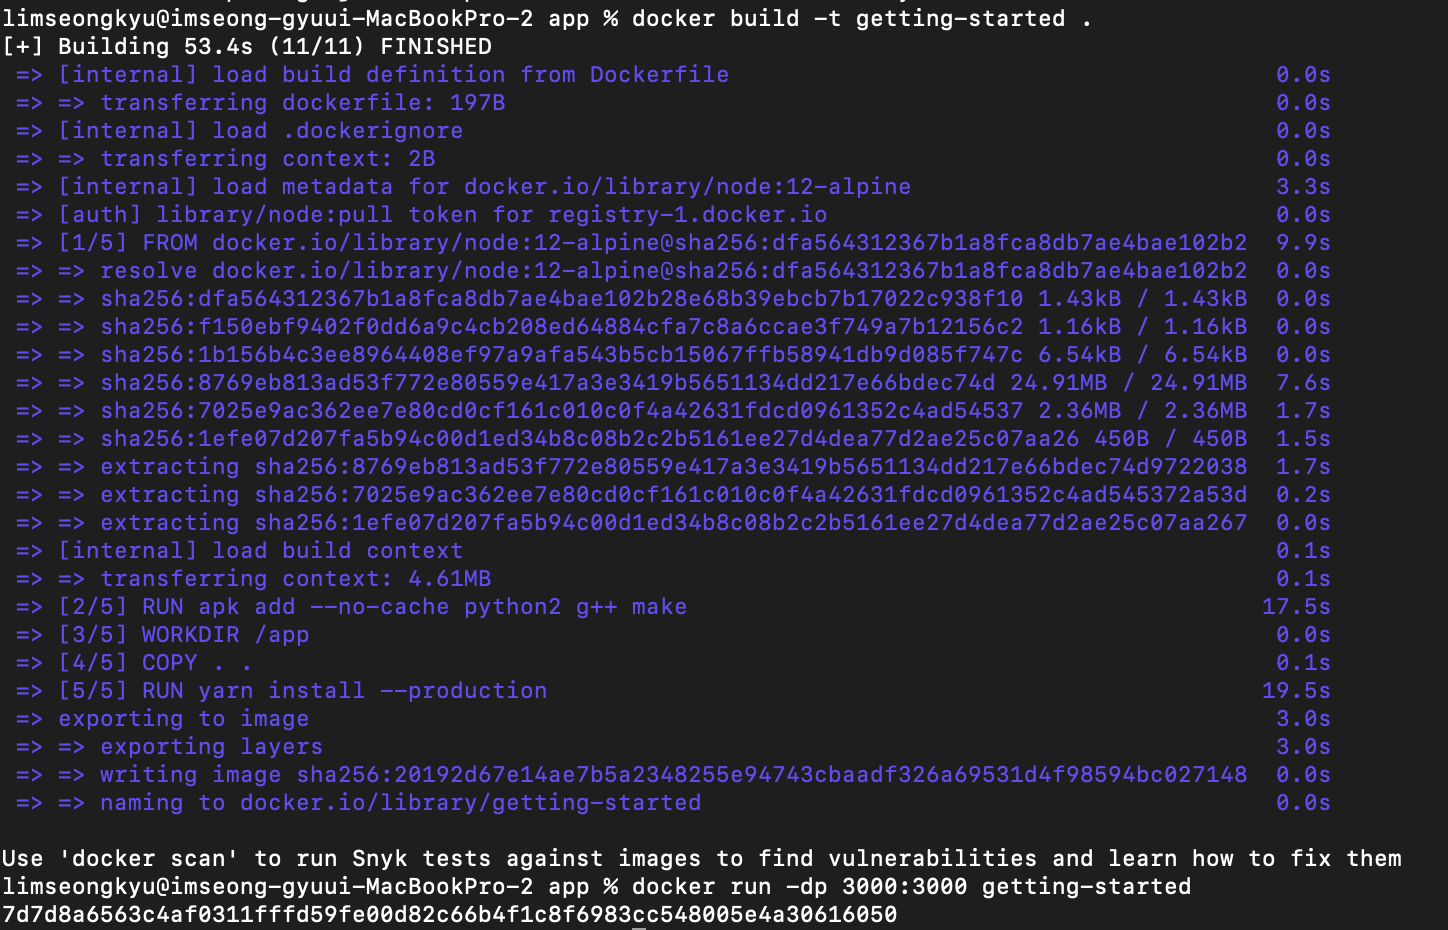 limseongkyu@imseong-gyuui-MacBookPro-2 app % docker build -t getting-started .
[+] Building 53.4s (11/11) FINISHED
=> [internal] load build definition from Dockerfile 0.0s
=> => transferring dockerfile: 197B 0.0s
=> [internal] load .dockerignore 0.0s
=> => transferring context: 2B 0.0s
=> [internal] load metadata for docker.io/library/node:12-alpine 3.3s
=> [auth] library/node:pull token for registry-1.docker.io 0.0s
=> [1/5] FROM docker.io/library/node:12-alpine@sha256:dfa564312367b1a8fca8db7ae4bae102b2 9.9s
=> => resolve docker.io/library/node:12-alpine@sha256:dfa564312367b1a8fca8db7ae4bae102b2 0.0s
=> => sha256:dfa564312367b1a8fca8db7ae4bae102b28e68b39ebcb7b17022c938f10 1.43kB / 1.43kB 0.0s
=> => sha256:f150ebf9402f0dd6a9c4cb208ed64884cfa7c8a6ccae3f749a7b12156c2 1.16kB / 1.16kB 0.0s
=> => sha256:1b156b4c3ee8964408ef97a9afa543b5cb15067ffb58941db9d085f747c 6.54kB / 6.54kB 0.0s
=> => sha256:8769eb813ad53f772e80559e417a3e3419b5651134dd217e66bdec74d 24.91MB / 24.91MB 7.6s
=> => sha256:7025e9ac362ee7e80cd0cf161c010c0f4a42631fdcd0961352c4ad54537 2.36MB / 2.36MB 1.7s
=> => sha256:1efe07d207fa5b94c00d1ed34b8c08b2c2b5161ee27d4dea77d2ae25c07aa26 450B / 450B 1.5s
=> => extracting sha256:8769eb813ad53f772e80559e417a3e3419b5651134dd217e66bdec74d9722038 1.7s
=> => extracting sha256:7025e9ac362ee7e80cd0cf161c010c0f4a42631fdcd0961352c4ad545372a53d 0.2s
=> => extracting sha256:1efe07d207fa5b94c00d1ed34b8c08b2c2b5161ee27d4dea77d2ae25c07aa267 0.0s
=> [internal] load build context 0.1s
=> => transferring context: 4.61MB 0.1s
=> [2/5] RUN apk add --no-cache python2 g++ make 17.5s
=> [3/5] WORKDIR /app 0.0s
=> [4/5] COPY . . 0.1s
=> [5/5] RUN yarn install --production 19.5s
=> exporting to image 3.0s
=> => exporting layers 3.0s
=> => writing image sha256:20192d67e14ae7b5a2348255e94743cbaadf326a69531d4f98594bc027148 0.0s
=> => naming to docker.io/library/getting-started 0.0s
Use 'docker scan' to run Snyk tests against images to find vulnerabilities and learn how to fix them
limseongkyu@imseong-gyuui-MacBookPro-2 app % docker run -dp 3000:3000 getting-started
7d7d8a6563c4af0311fffd59fe00d82c66b4f1c8f6983cc548005e4a30616050